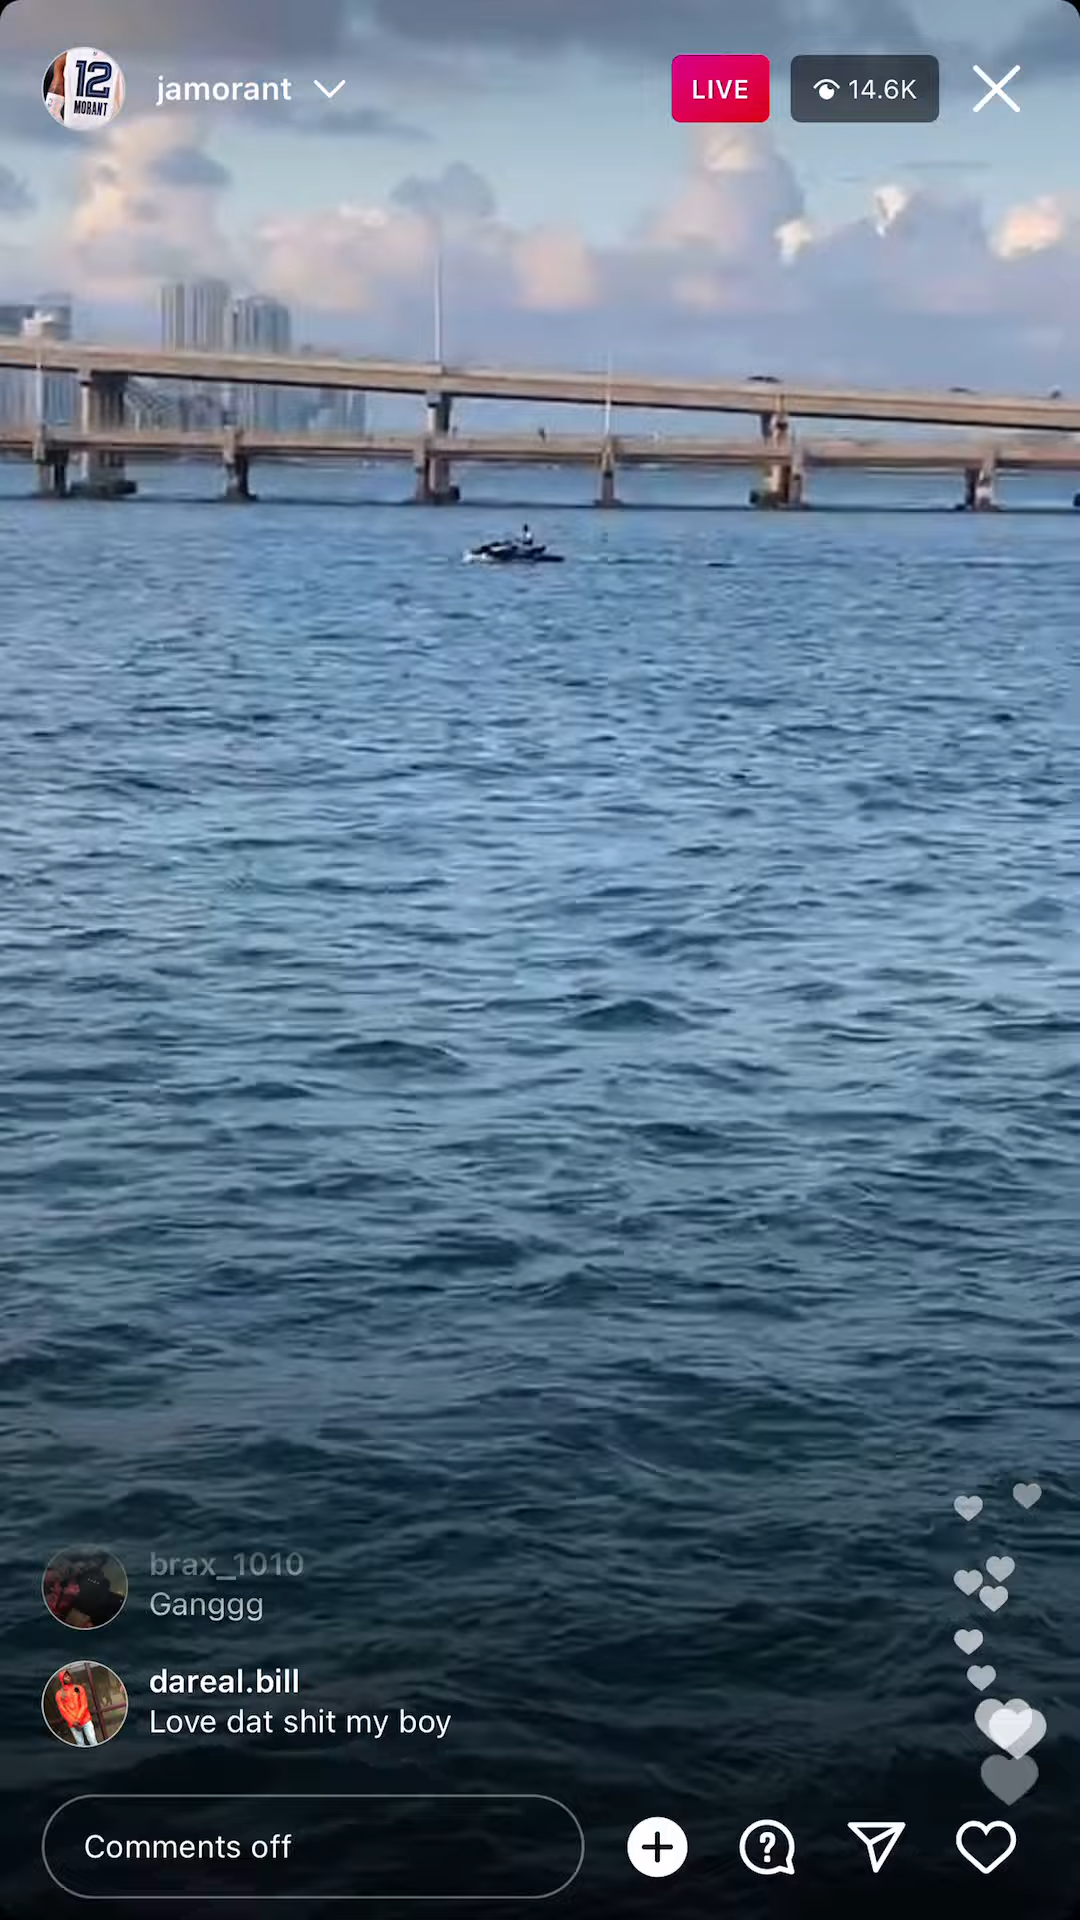 12
MORANT
jamorant
LIVE
14.6K
brax_1010
Ganggg
dareal.bill
Love dat shit my boy
Comments off